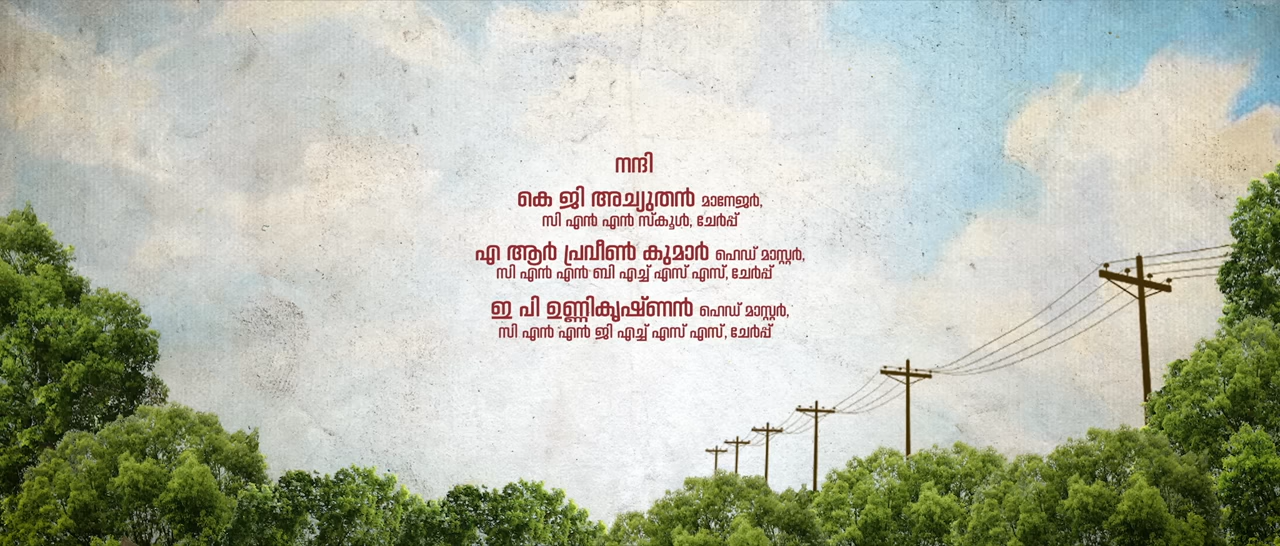 നന്ദി
കെ ജി അച്യുതൻ മാനേജർ,
സി എൻ എൻ സ്കൂൾ, ചേർപ്പ്
എ ആർ പ്രവീൺ കുമാർ ഹെഡ് മാസ്റ്റർ,
സി എൻ എൻ ബി എച്ച് എസ് എസ്, ചേർപ്പ്
ഇ പി ഉണ്ണികൃഷ്ണൻ ഹെഡ് മാസ്റ്റർ,
സി എൻ എൻ ജി എച്ച് എസ് എസ്, ചേർപ്പ്